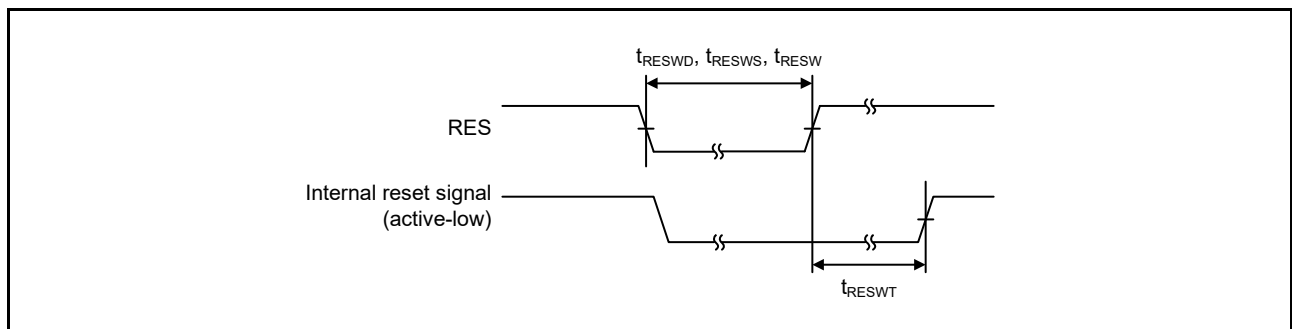 tRESWD, tRESWS, tRESW
RES
Internal reset signal
(active-low)
tRESWT